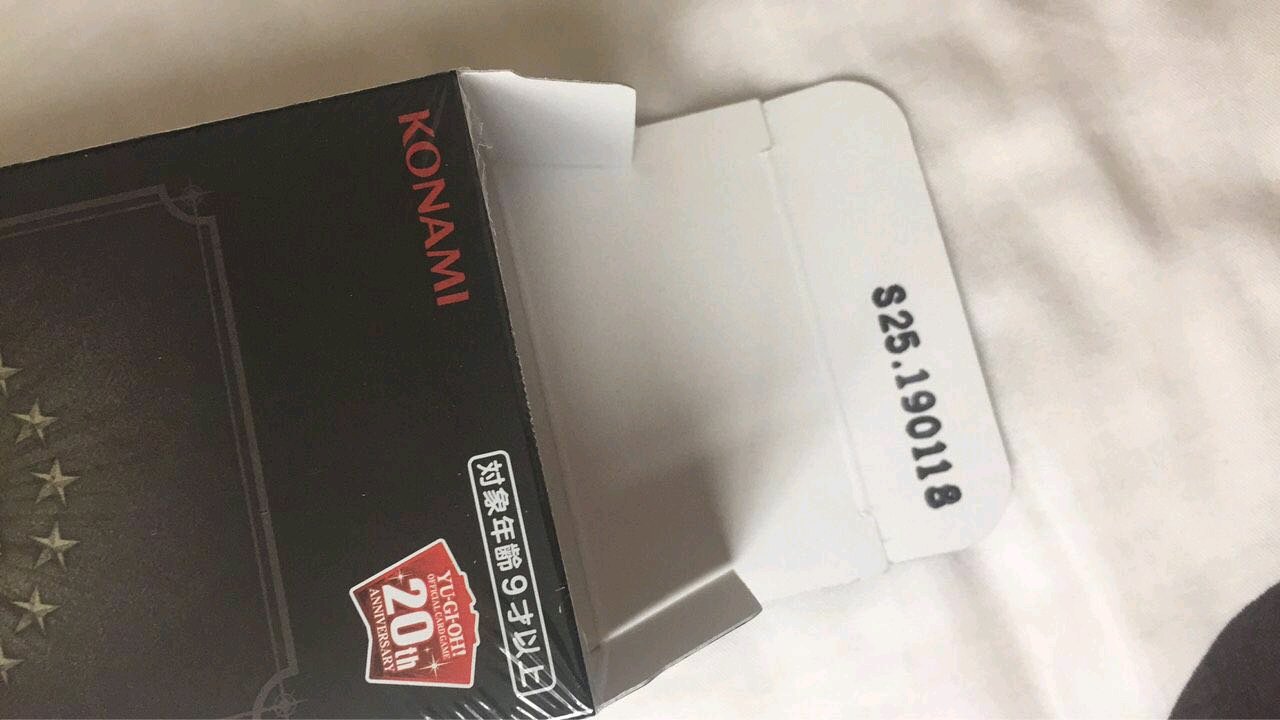 KONAMI
対象年齢9才以上
YU-GI-OH!
OFFICIAL CARD GAME
20th
ANNIVERSARY
S25.190118